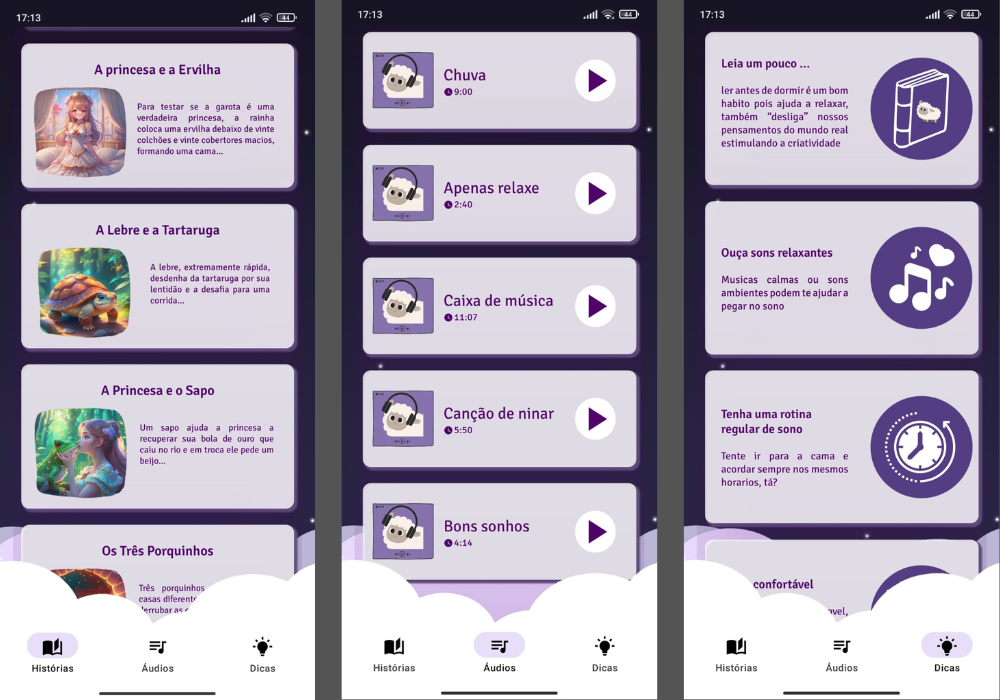 17:13
44
A princesa e a Ervilha
Para testar se a garota é uma
verdadeira princesa, a rainha
coloca uma ervilha debaixo de vinte
colchões e vinte cobertores macios,
formando uma cama...
A Lebre e a Tartaruga
A lebre, extremamente rápida,
desdenha da tartaruga por sua
lentidão e a desafia para uma
corrida...
A Princesa e o Sapo
Um sapo ajuda a princesa a
recuperar sua bola de ouro que
caiu no rio e em troca ele pede um
beijo...
Os Três Porquinhos
Três porquinhos
casas diferent
derrubar as
Histórias
Áudios
Dicas
17:13
44
Chuva
9:00
Apenas relaxe
2:40
Caixa de música
11:07
Canção de ninar
5:50
Bons sonhos
4:14
Histórias
Áudios
Dicas
17:13
44
Leia um pouco ...
ler antes de dormir é um bom
habito pois ajuda a relaxar,
também "desliga" nossos
pensamentos do mundo real
estimulando a criatividade
Ouça sons relaxantes
Musicas calmas ou sons
ambientes podem te ajudar a
pegar no sono
Tenha uma rotina
regular de sono
Tente ir para a cama e
acordar sempre nos mesmos
horarios, tá?
confortável
avel,
Histórias
Áudios
Dicas